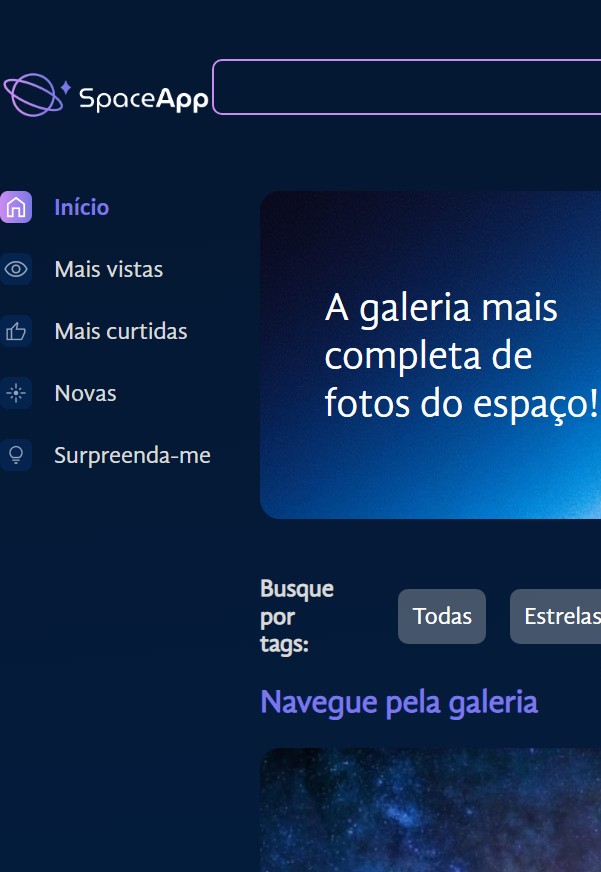 SpaceApp
Início
Mais vistas
Mais curtidas
Novas
Surpreenda-me
A galeria mais
completa de
fotos do espaço!
Busque
por
tags:
Todas
Estrelas
Navegue pela galeria